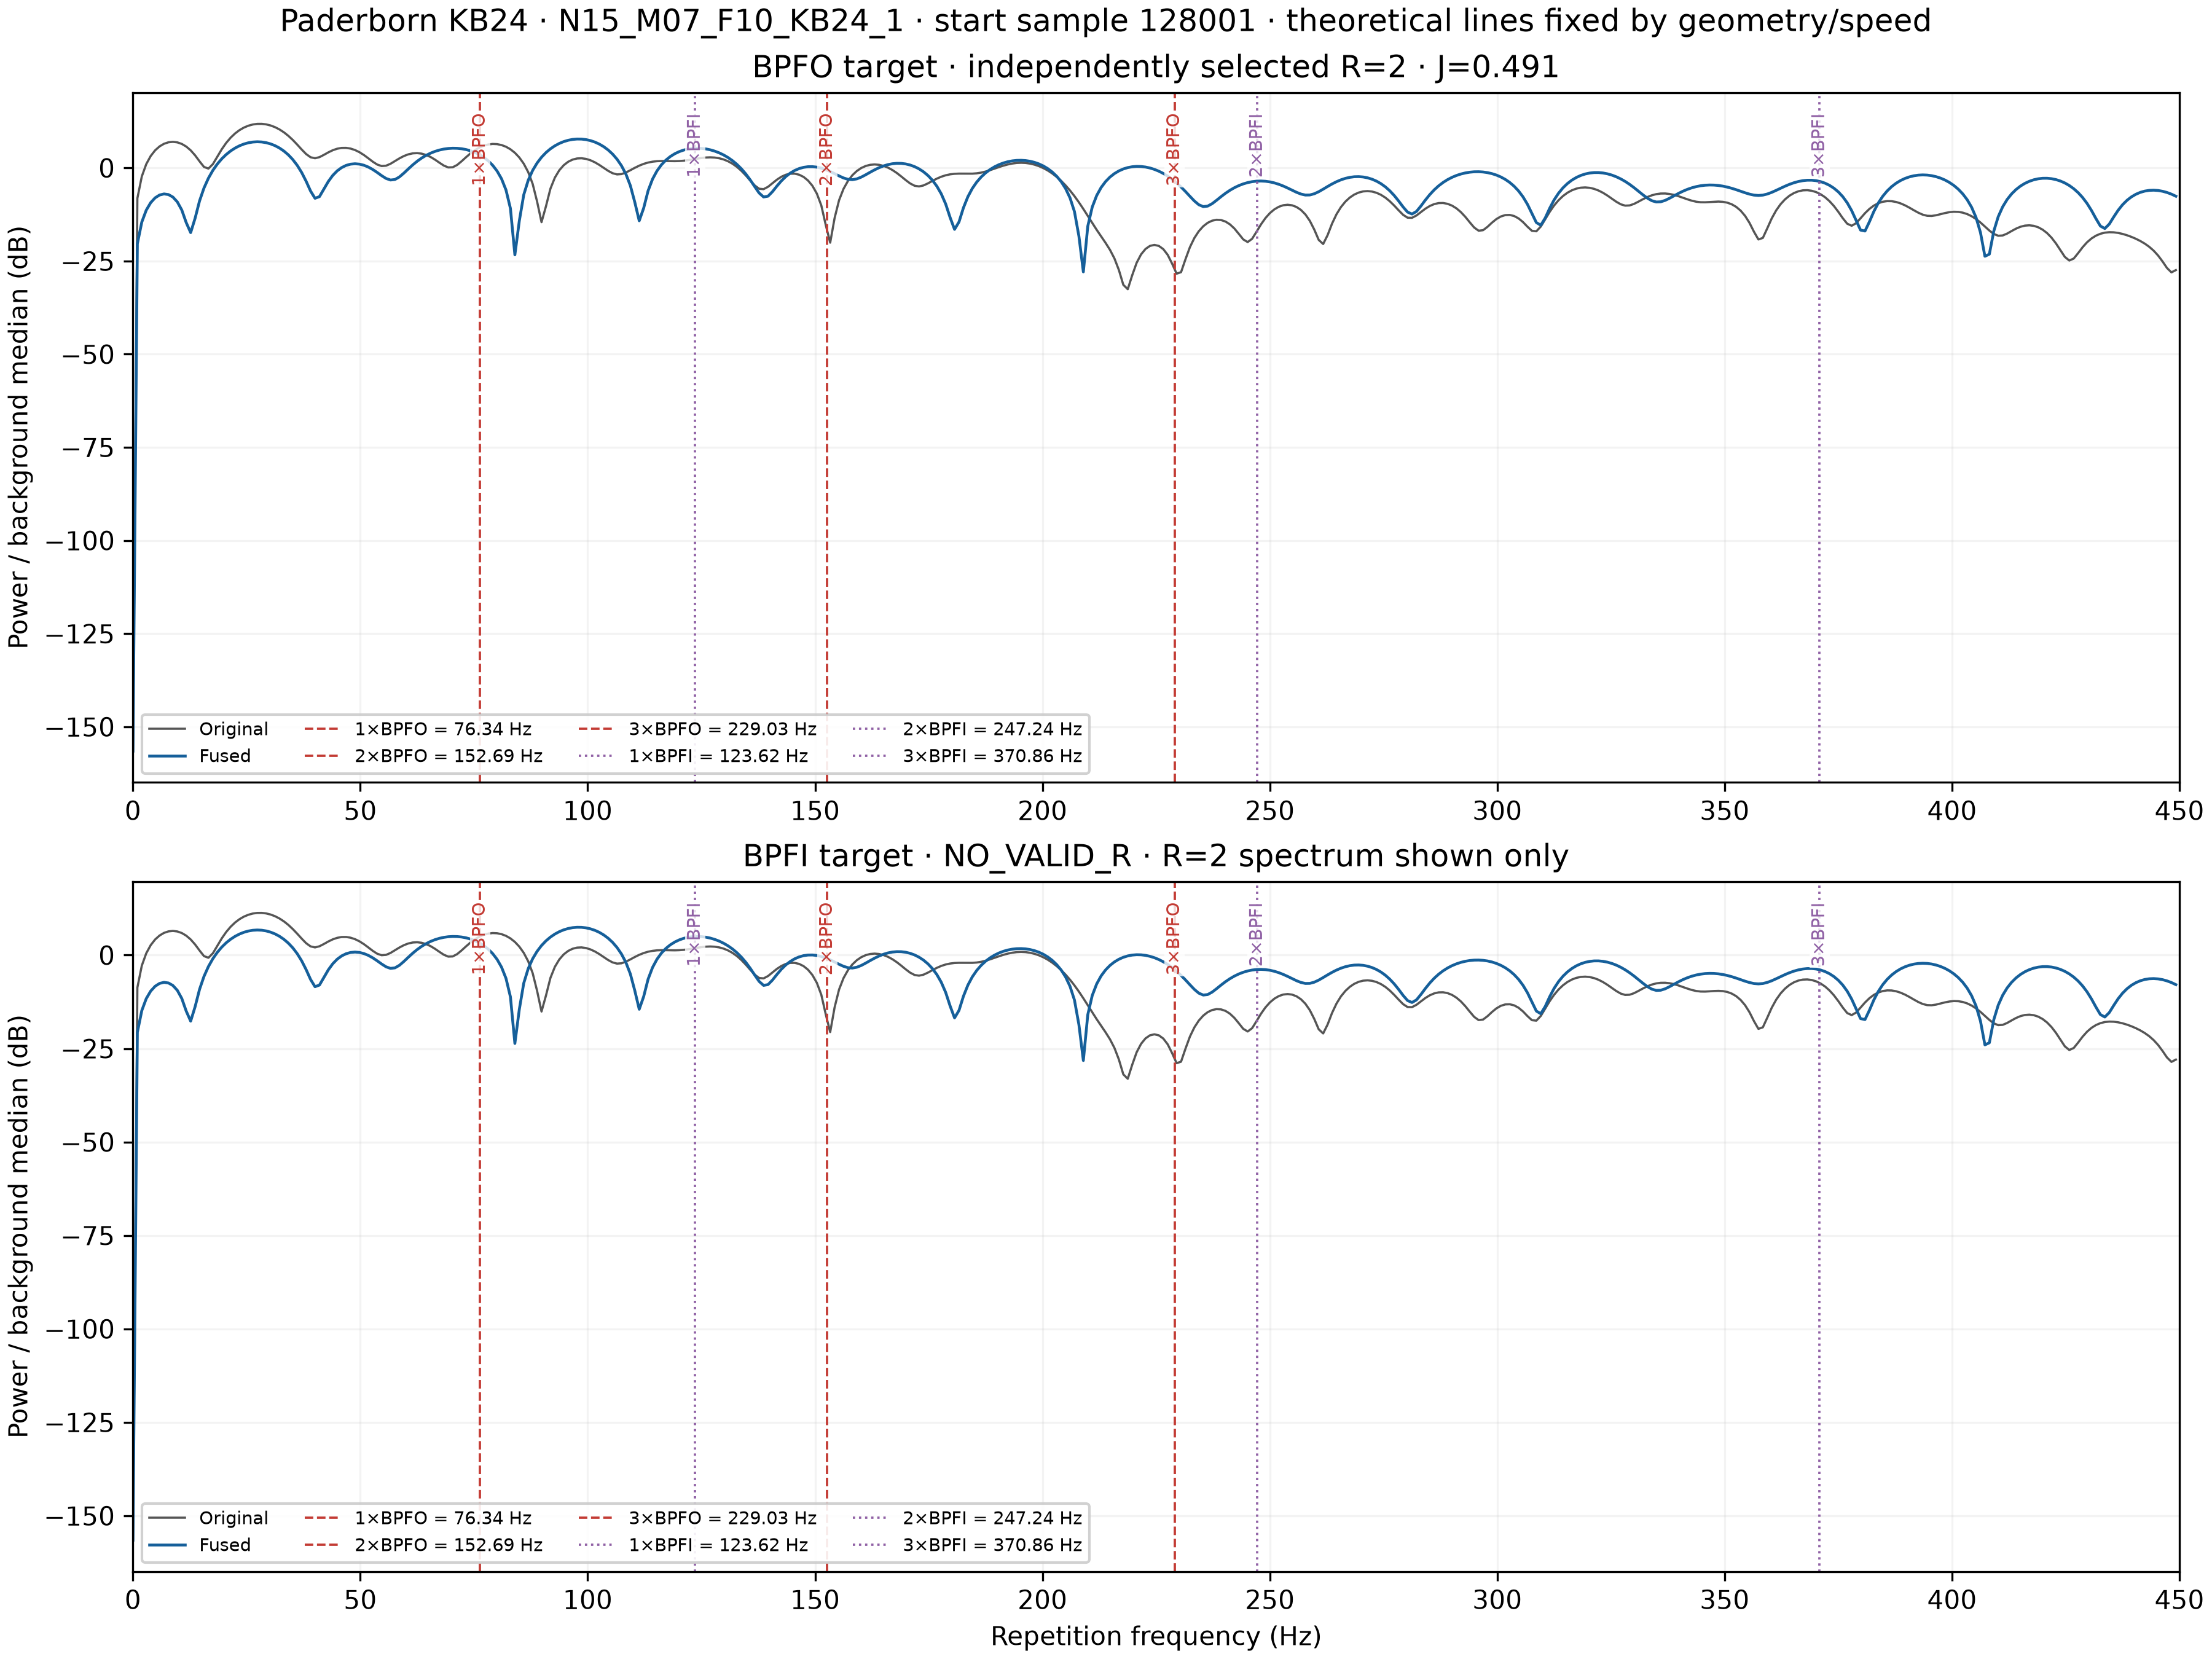 Paderborn KB24 · N15_M07_F10_KB24_1 · start sample 128001 · theoretical lines fixed by geometry/speed
BPFO target · independently selected R=2 · J=0.491
Power / background median (dB)
0
−25
−50
−75
−100
−125
−150
1×BPFO
1×BPFI
2×BPFO
3×BPFO
2×BPFI
3×BPFI
Original
Fused
1×BPFO = 76.34 Hz
2×BPFO = 152.69 Hz
3×BPFO = 229.03 Hz
1×BPFI = 123.62 Hz
2×BPFI = 247.24 Hz
3×BPFI = 370.86 Hz
0 50 100 150 200 250 300 350 400 450
BPFI target · NO_VALID_R · R=2 spectrum shown only
Power / background median (dB)
0
−25
−50
−75
−100
−125
−150
1×BPFO
1×BPFI
2×BPFO
3×BPFO
2×BPFI
3×BPFI
Original
Fused
1×BPFO = 76.34 Hz
2×BPFO = 152.69 Hz
3×BPFO = 229.03 Hz
1×BPFI = 123.62 Hz
2×BPFI = 247.24 Hz
3×BPFI = 370.86 Hz
0 50 100 150 200 250 300 350 400 450
Repetition frequency (Hz)